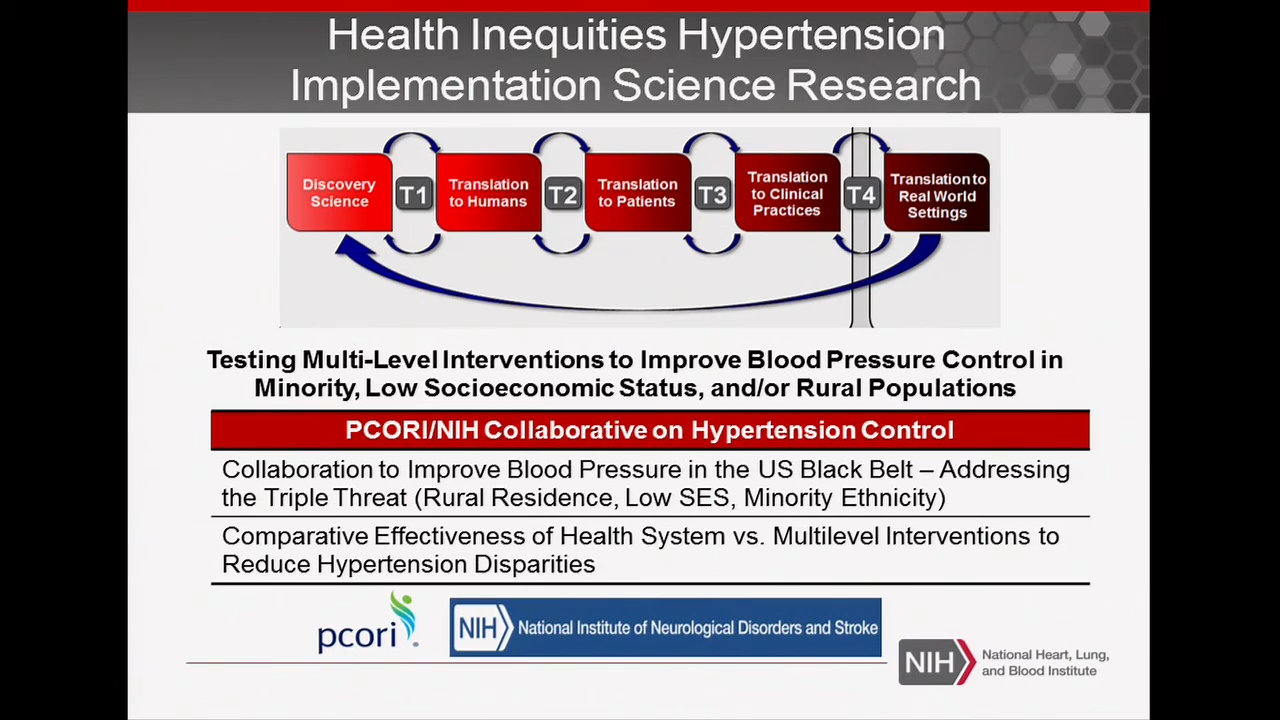 Health Inequities Hypertension
Implementation Science Research
Discovery
Science
T1
Translation
to Humans
T2
Translation
to Patients
T3
Translation
to Clinical
Practices
T4
Translation to
Real World
Settings
Testing Multi-Level Interventions to Improve Blood Pressure Control in
Minority, Low Socioeconomic Status, and/or Rural Populations
PCORI/NIH Collaborative on Hypertension Control
Collaboration to Improve Blood Pressure in the US Black Belt – Addressing
the Triple Threat (Rural Residence, Low SES, Minority Ethnicity)
Comparative Effectiveness of Health System vs. Multilevel Interventions to
Reduce Hypertension Disparities
pcori
NIH National Institute of Neurological Disorders and Stroke
NIH National Heart, Lung,
and Blood Institute